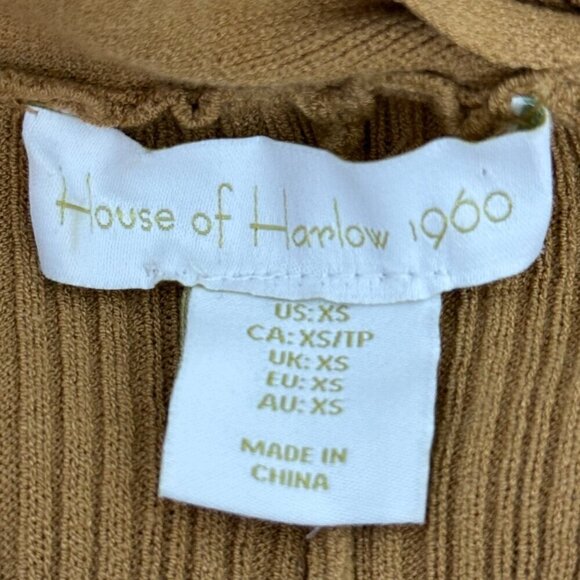 House of Harlow 1960
US: XS
CA: XS/TP
UK: XS
EU: XS
AU: XS
MADE IN
CHINA